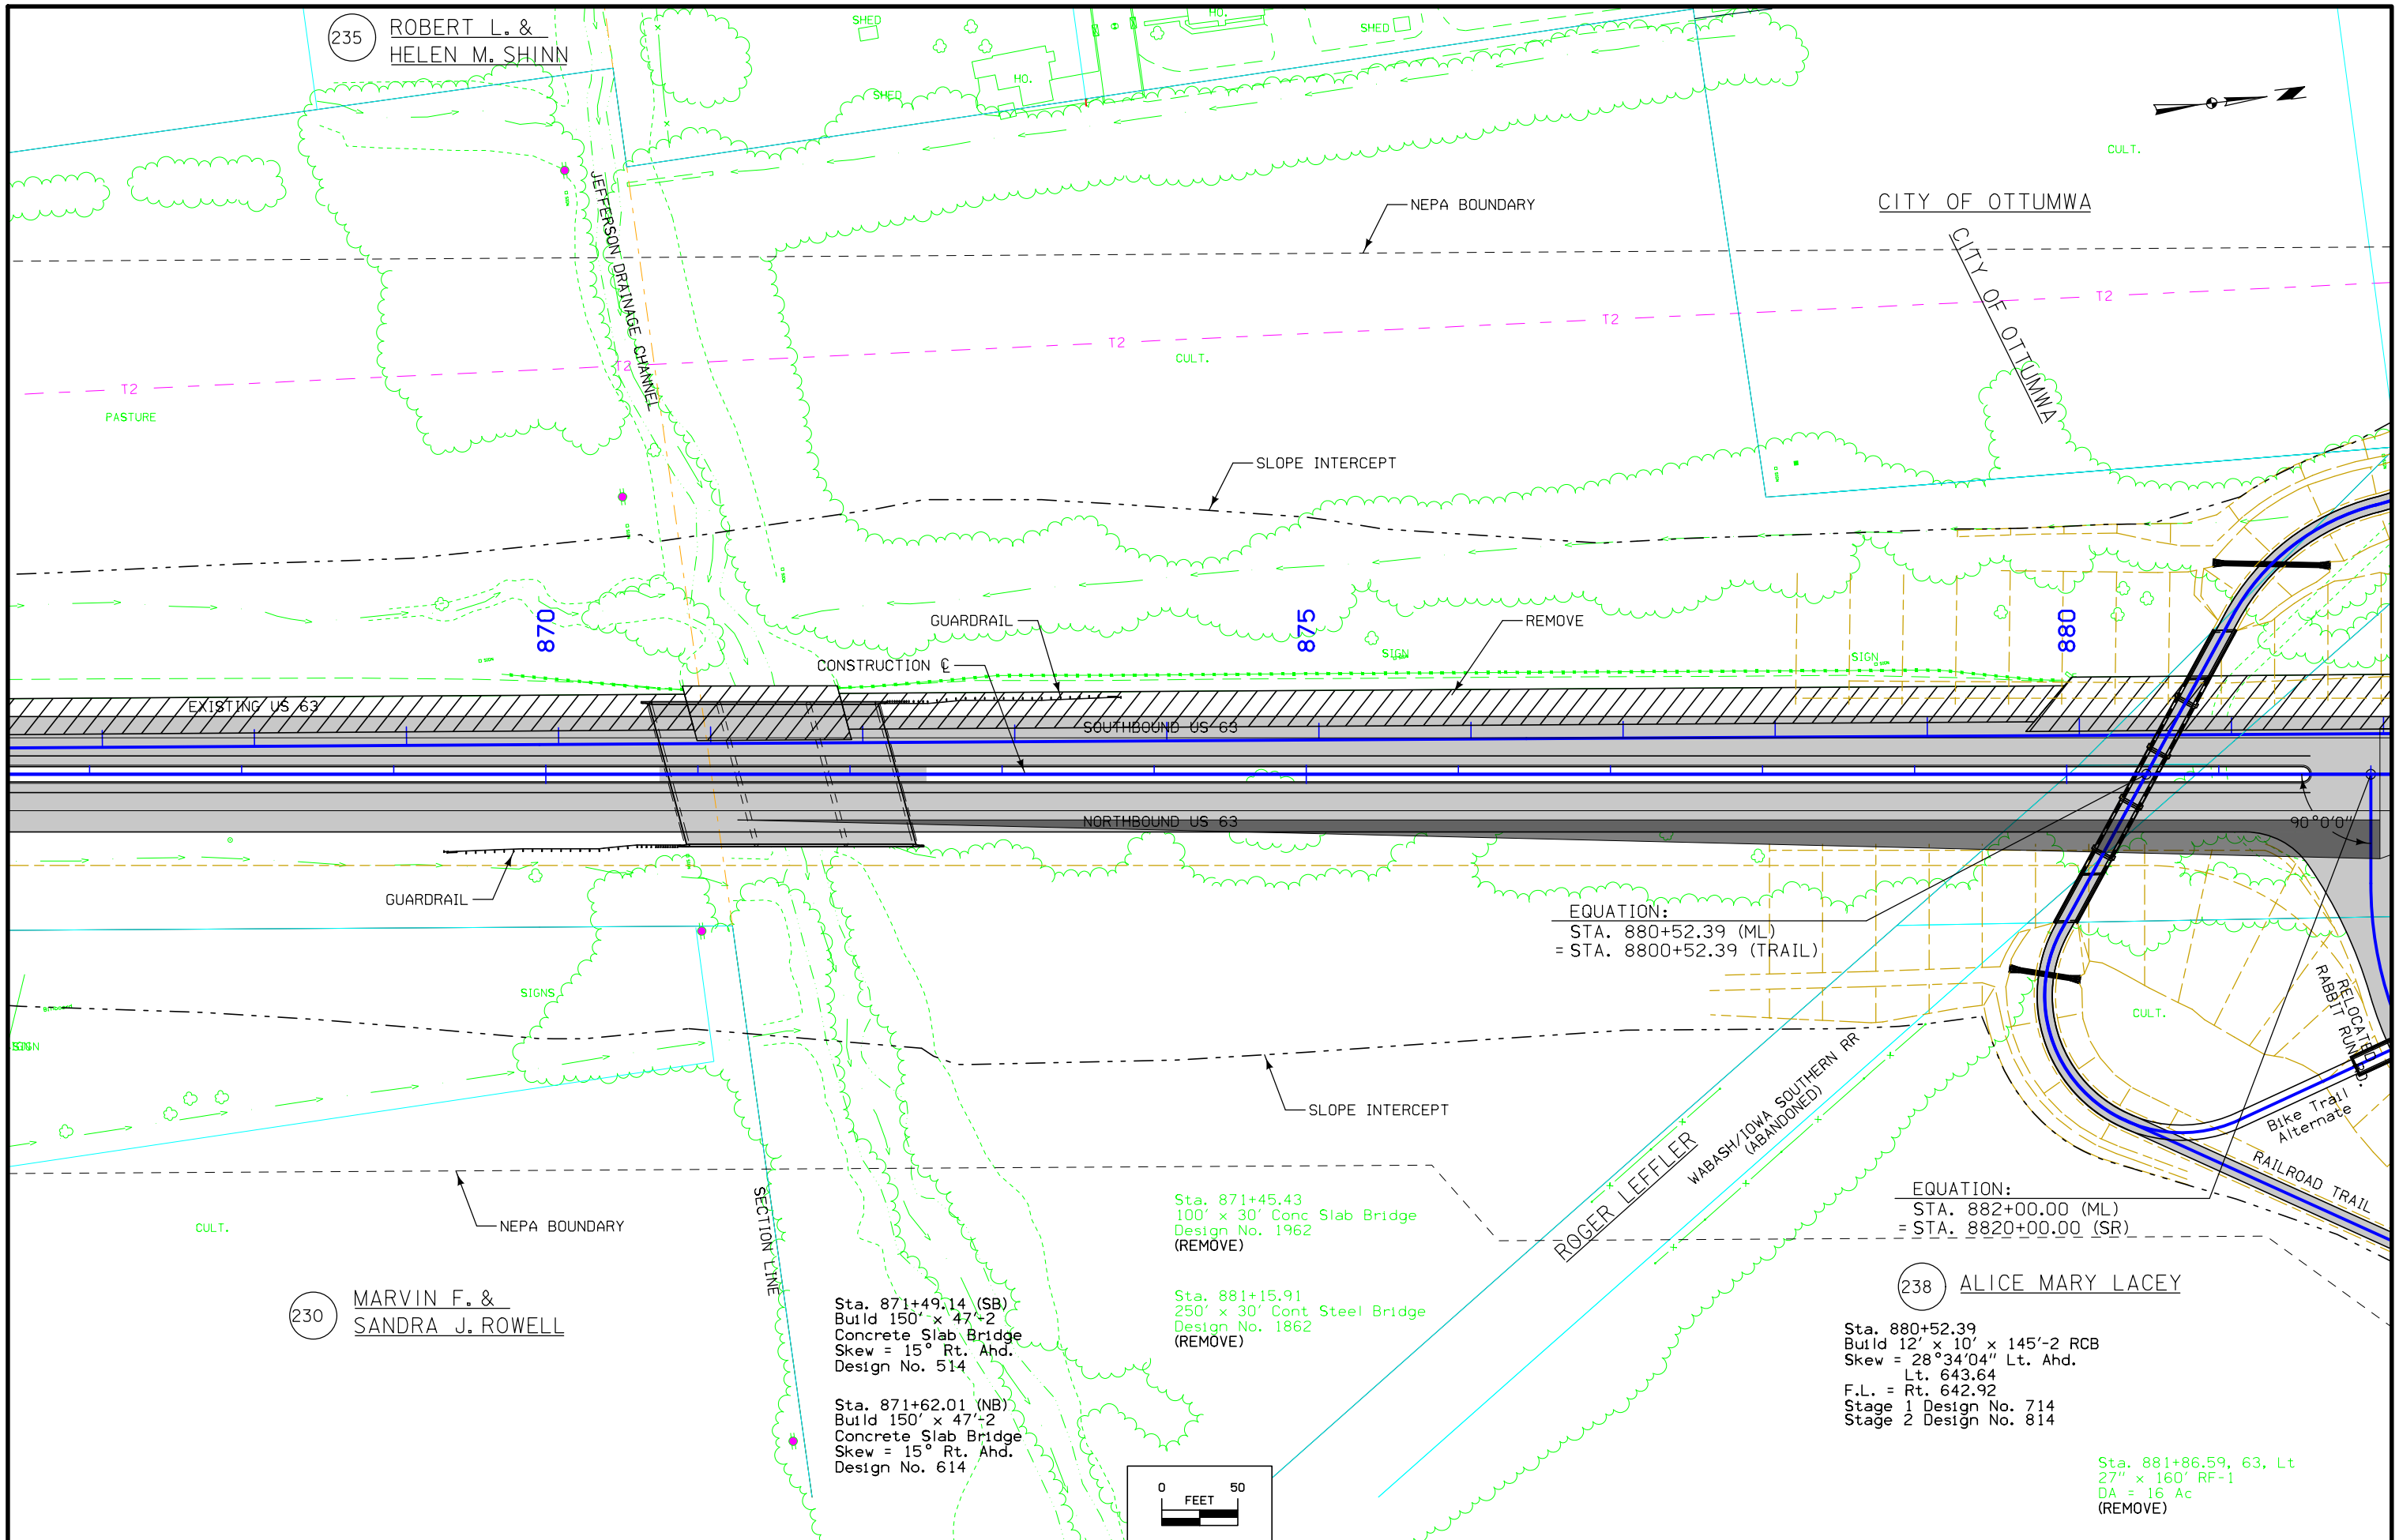 235
ROBERT L. &
HELEN M. SHINN
SHED
HO.
SHED
SHED
HO.
CULT.
JEFFERSON DRAINAGE CHANNEL
NEPA BOUNDARY
CITY OF OTTUMWA
CITY OF OTTUMWA
T2
T2
T2
T2
T2
CULT.
PASTURE
SLOPE INTERCEPT
870
875
880
GUARDRAIL
REMOVE
CONSTRUCTION ℄
SIGN
SIGN
EXISTING US 63
SOUTHBOUND US 63
NORTHBOUND US 63
90°0'0"
GUARDRAIL
EQUATION:
STA. 880+52.39 (ML)
= STA. 8800+52.39 (TRAIL)
SIGNS
SIGN
CULT.
RELOCATED
RABBIT RUN RD.
SLOPE INTERCEPT
WABASH/IOWA SOUTHERN RR
(ABANDONED)
ROGER LEFFLER
Bike Trail
Alternate
RAILROAD TRAIL
NEPA BOUNDARY
CULT.
SECTION LINE
Sta. 871+45.43
100' x 30' Conc Slab Bridge
Design No. 1962
(REMOVE)
EQUATION:
STA. 882+00.00 (ML)
= STA. 8820+00.00 (SR)
230
MARVIN F. &
SANDRA J. ROWELL
Sta. 871+49.14 (SB)
Build 150' x 47'-2
Concrete Slab Bridge
Skew = 15° Rt. Ahd.
Design No. 514
Sta. 881+15.91
250' x 30' Cont Steel Bridge
Design No. 1862
(REMOVE)
238
ALICE MARY LACEY
Sta. 880+52.39
Build 12' x 10' x 145'-2 RCB
Skew = 28°34'04" Lt. Ahd.
Lt. 643.64
F.L. = Rt. 642.92
Stage 1 Design No. 714
Stage 2 Design No. 814
Sta. 871+62.01 (NB)
Build 150' x 47'-2
Concrete Slab Bridge
Skew = 15° Rt. Ahd.
Design No. 614
Sta. 881+86.59, 63, Lt
27" x 160' RF-1
DA = 16 Ac
(REMOVE)
0 50
FEET